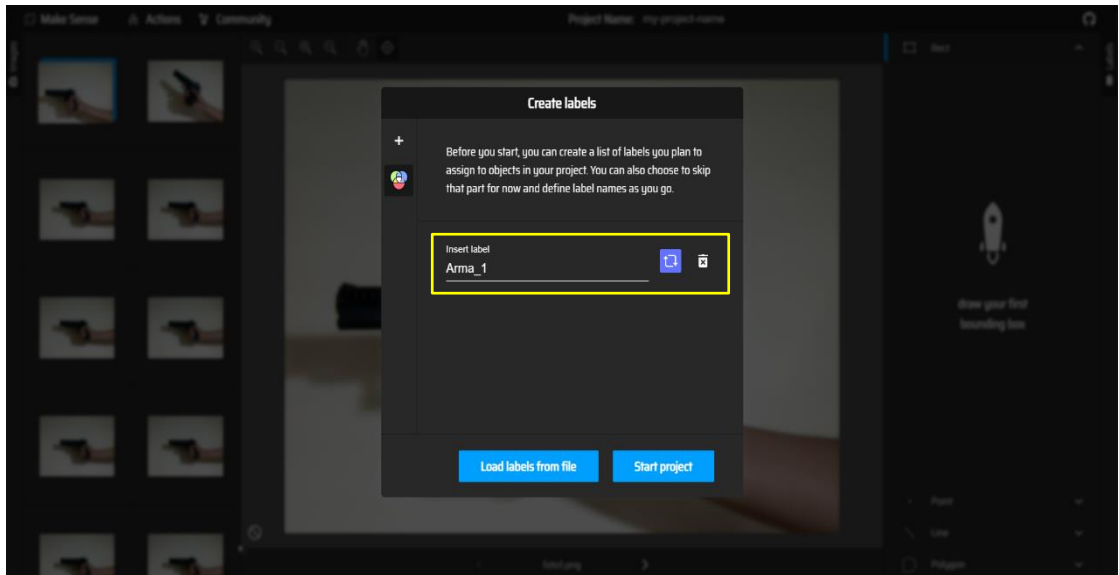 Make Sense
Actions
Community
Project Name: my-project-name
Images
Rect
Labels
Create labels
Before you start, you can create a list of labels you plan to
assign to objects in your project. You can also choose to skip
that part for now and define label names as you go.
Insert label
Arma_1
draw your first
bounding box
Load labels from file
Start project
Point
Line
Polygon